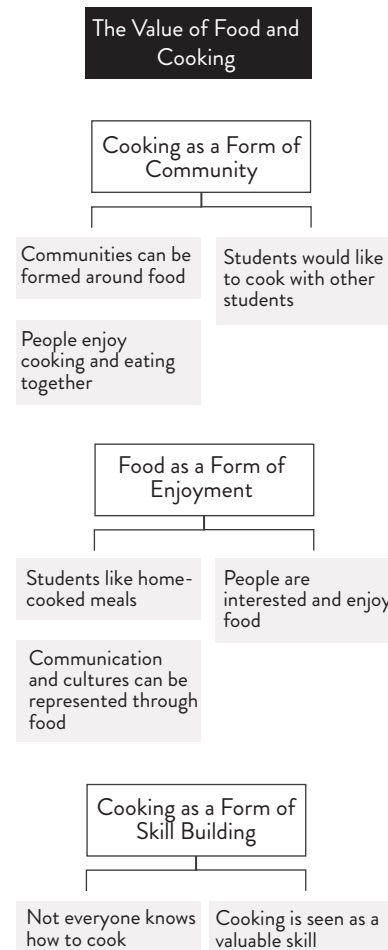 The Value of Food and
Cooking
Cooking as a Form of
Community
Communities can be
formed around food
Students would like
to cook with other
students
People enjoy
cooking and eating
together
Food as a Form of
Enjoyment
Students like home-
cooked meals
People are
interested and enjoy
food
Communication
and cultures can be
represented through
food
Cooking as a Form of
Skill Building
Not everyone knows
how to cook
Cooking is seen as a
valuable skill